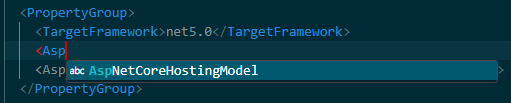 <PropertyGroup>
<TargetFramework>net5.0</TargetFramework>
<Asp
<Asp abc AspNetCoreHostingModel >
</PropertyGroup>